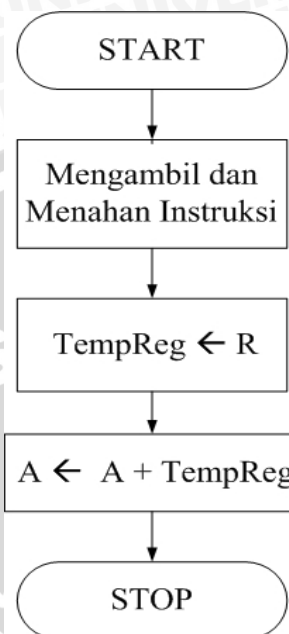 START
Mengambil dan
Menahan Instruksi
TempReg ← R
A ← A + TempReg
STOP